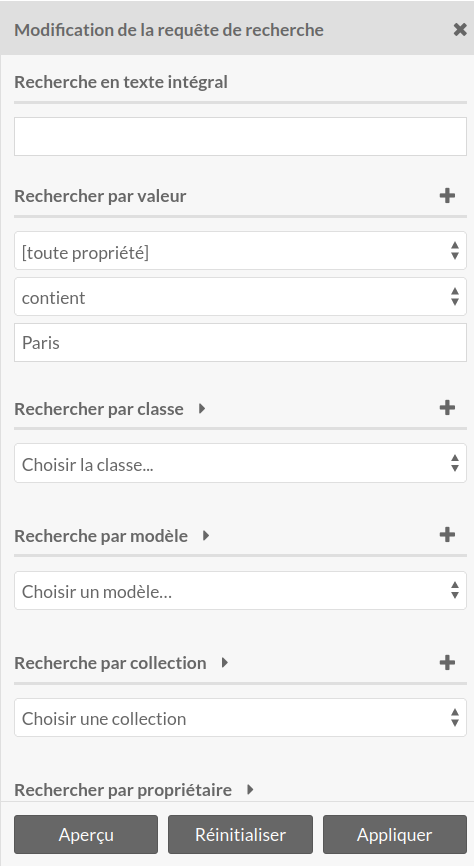 Modification de la requête de recherche
Recherche en texte intégral
Rechercher par valeur
[toute propriété]
contient
Paris
Rechercher par classe
Choisir la classe...
Recherche par modèle
Choisir un modèle…
Recherche par collection
Choisir une collection
Rechercher par propriétaire
Aperçu Réinitialiser Appliquer